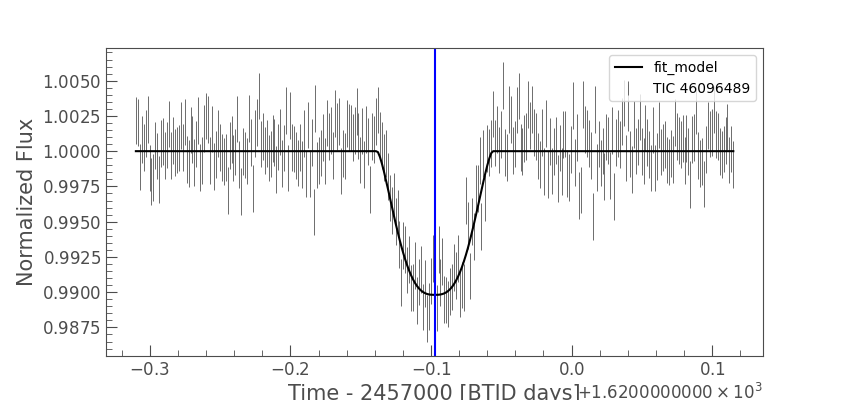 fit_model
TIC 46096489
1.0050
1.0025
1.0000
0.9975
0.9950
0.9925
0.9900
0.9875
Normalized Flux
−0.3 −0.2 −0.1 0.0 0.1
Time - 2457000 [BTJD days]
+1.6200000000 × 10³